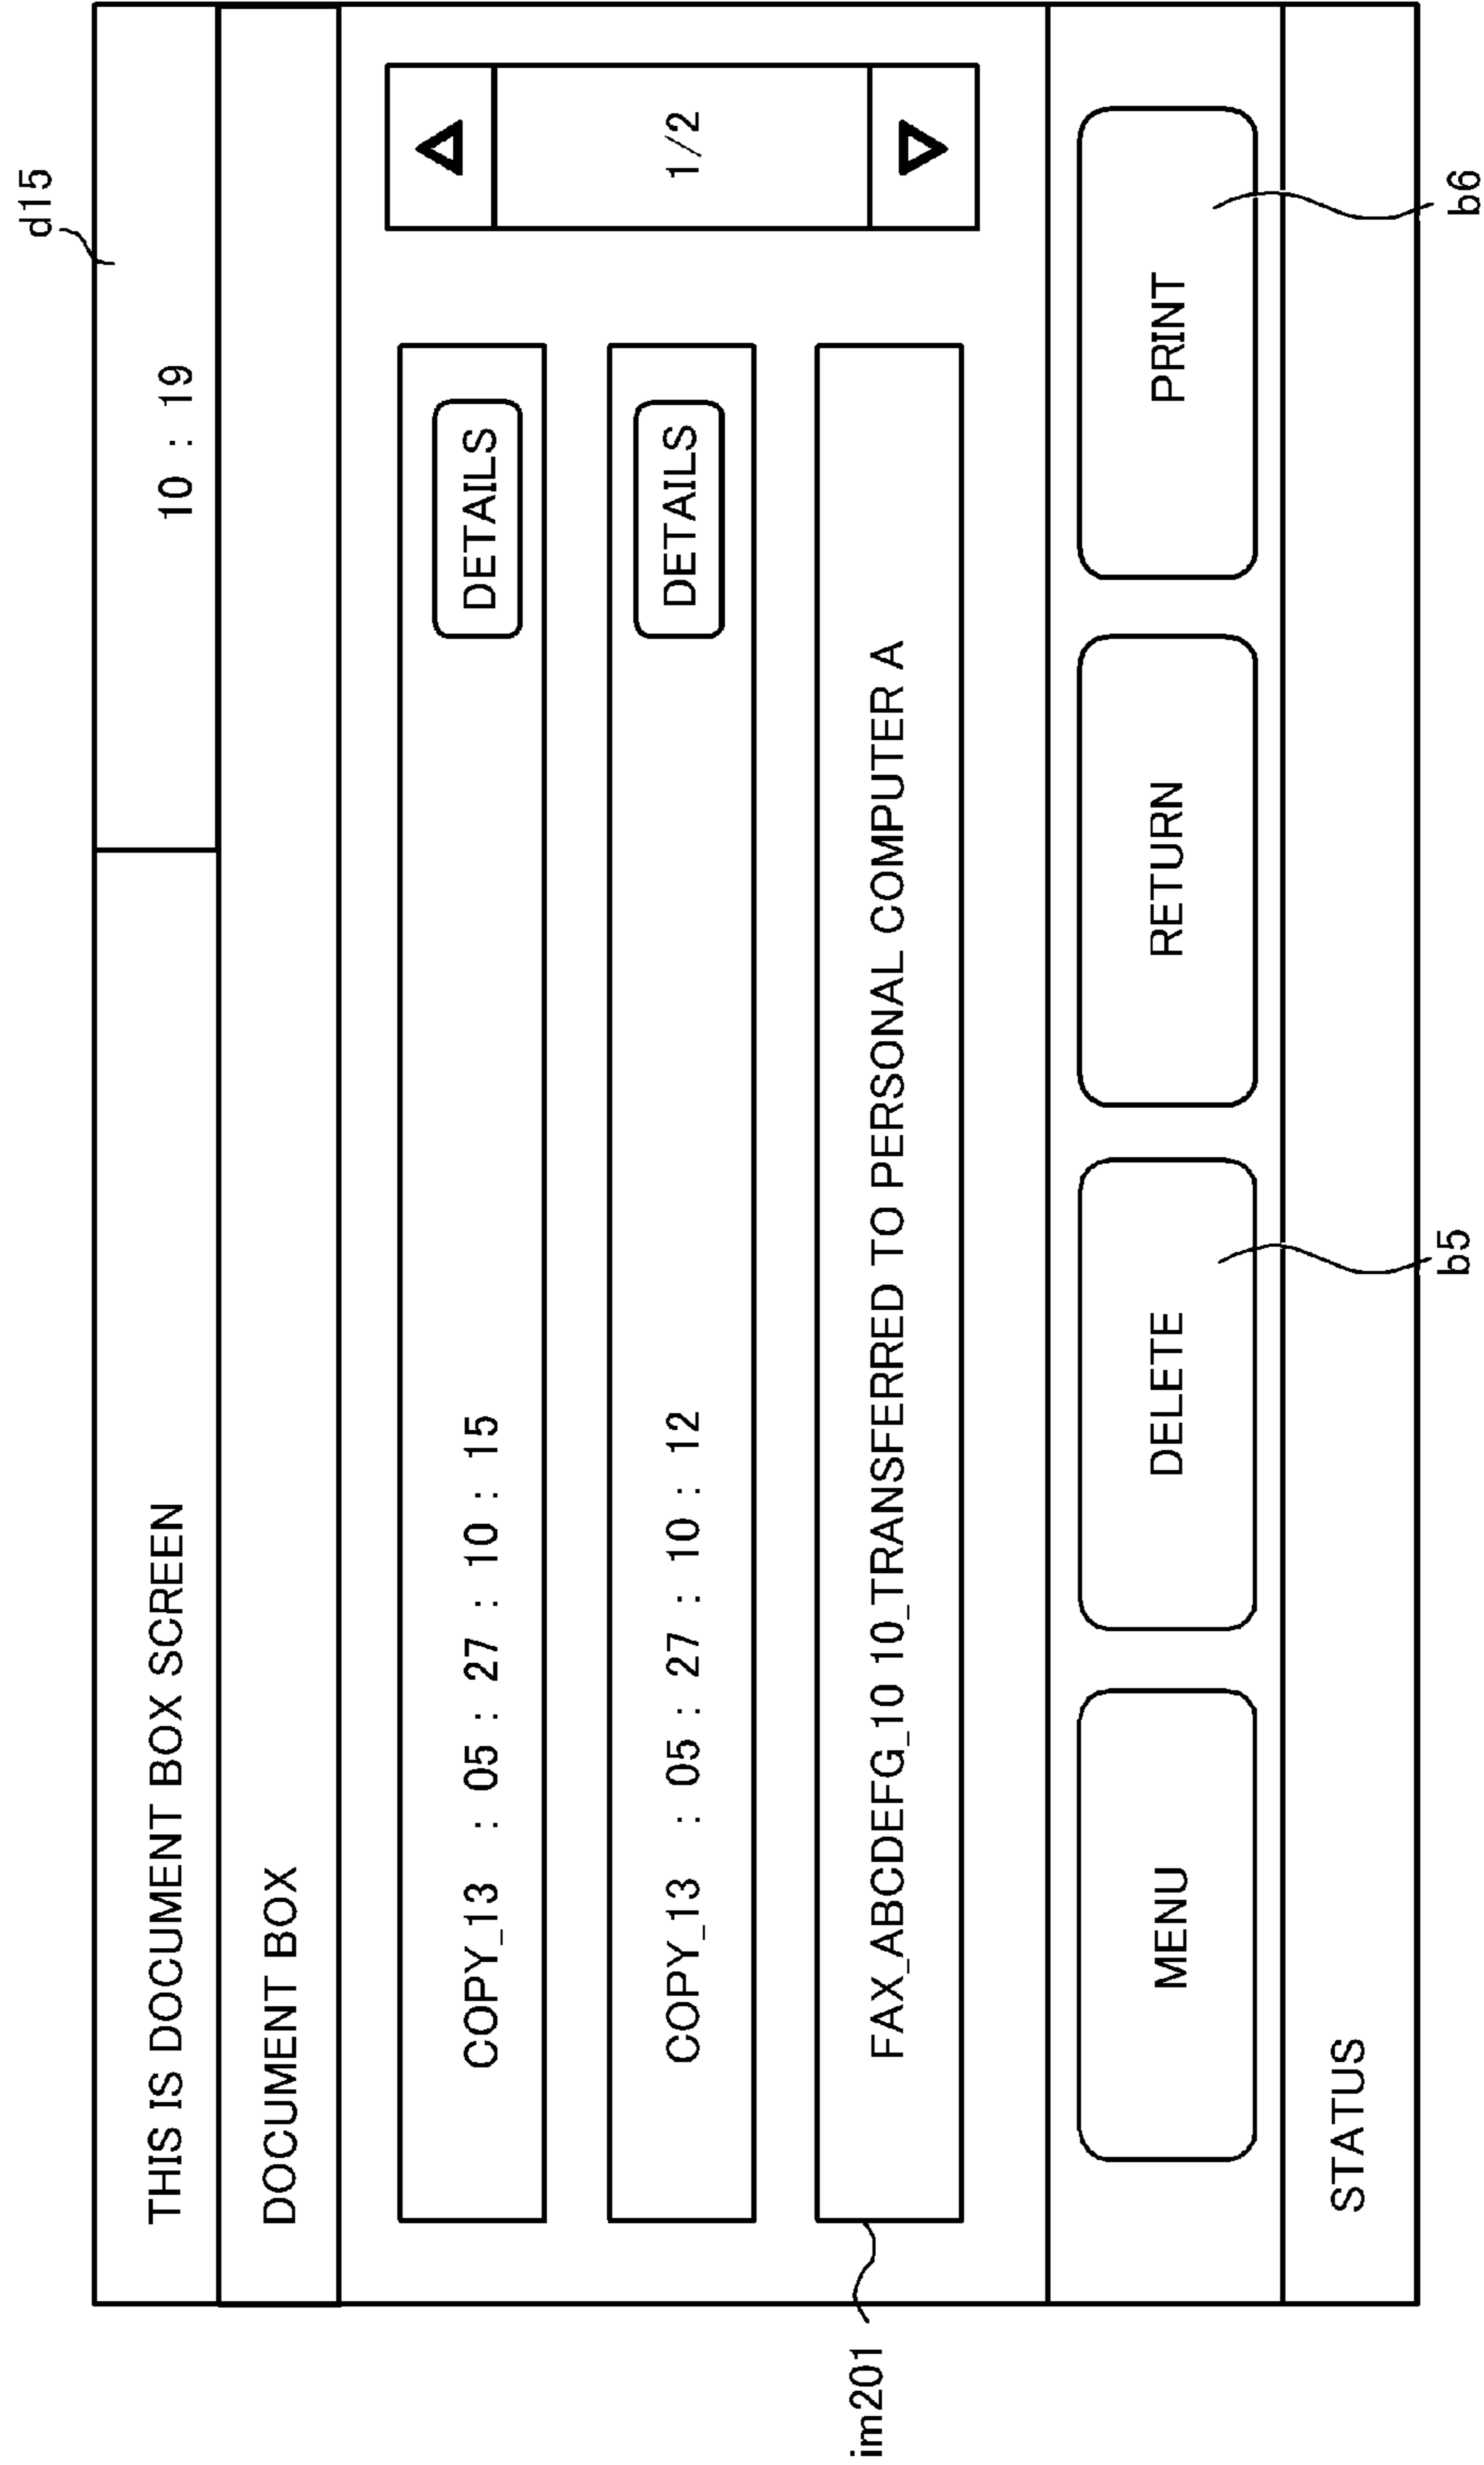 d15
THIS IS DOCUMENT BOX SCREEN
10 : 19
DOCUMENT BOX
COPY_13 : 05 : 27 : 10 : 15
DETAILS
COPY_13 : 05 : 27 : 10 : 12
DETAILS
1/2
im201
FAX_ABCDEFG_10 10_TRANSFERRED TO PERSONAL COMPUTER A
MENU
DELETE
RETURN
PRINT
STATUS
b5
b6